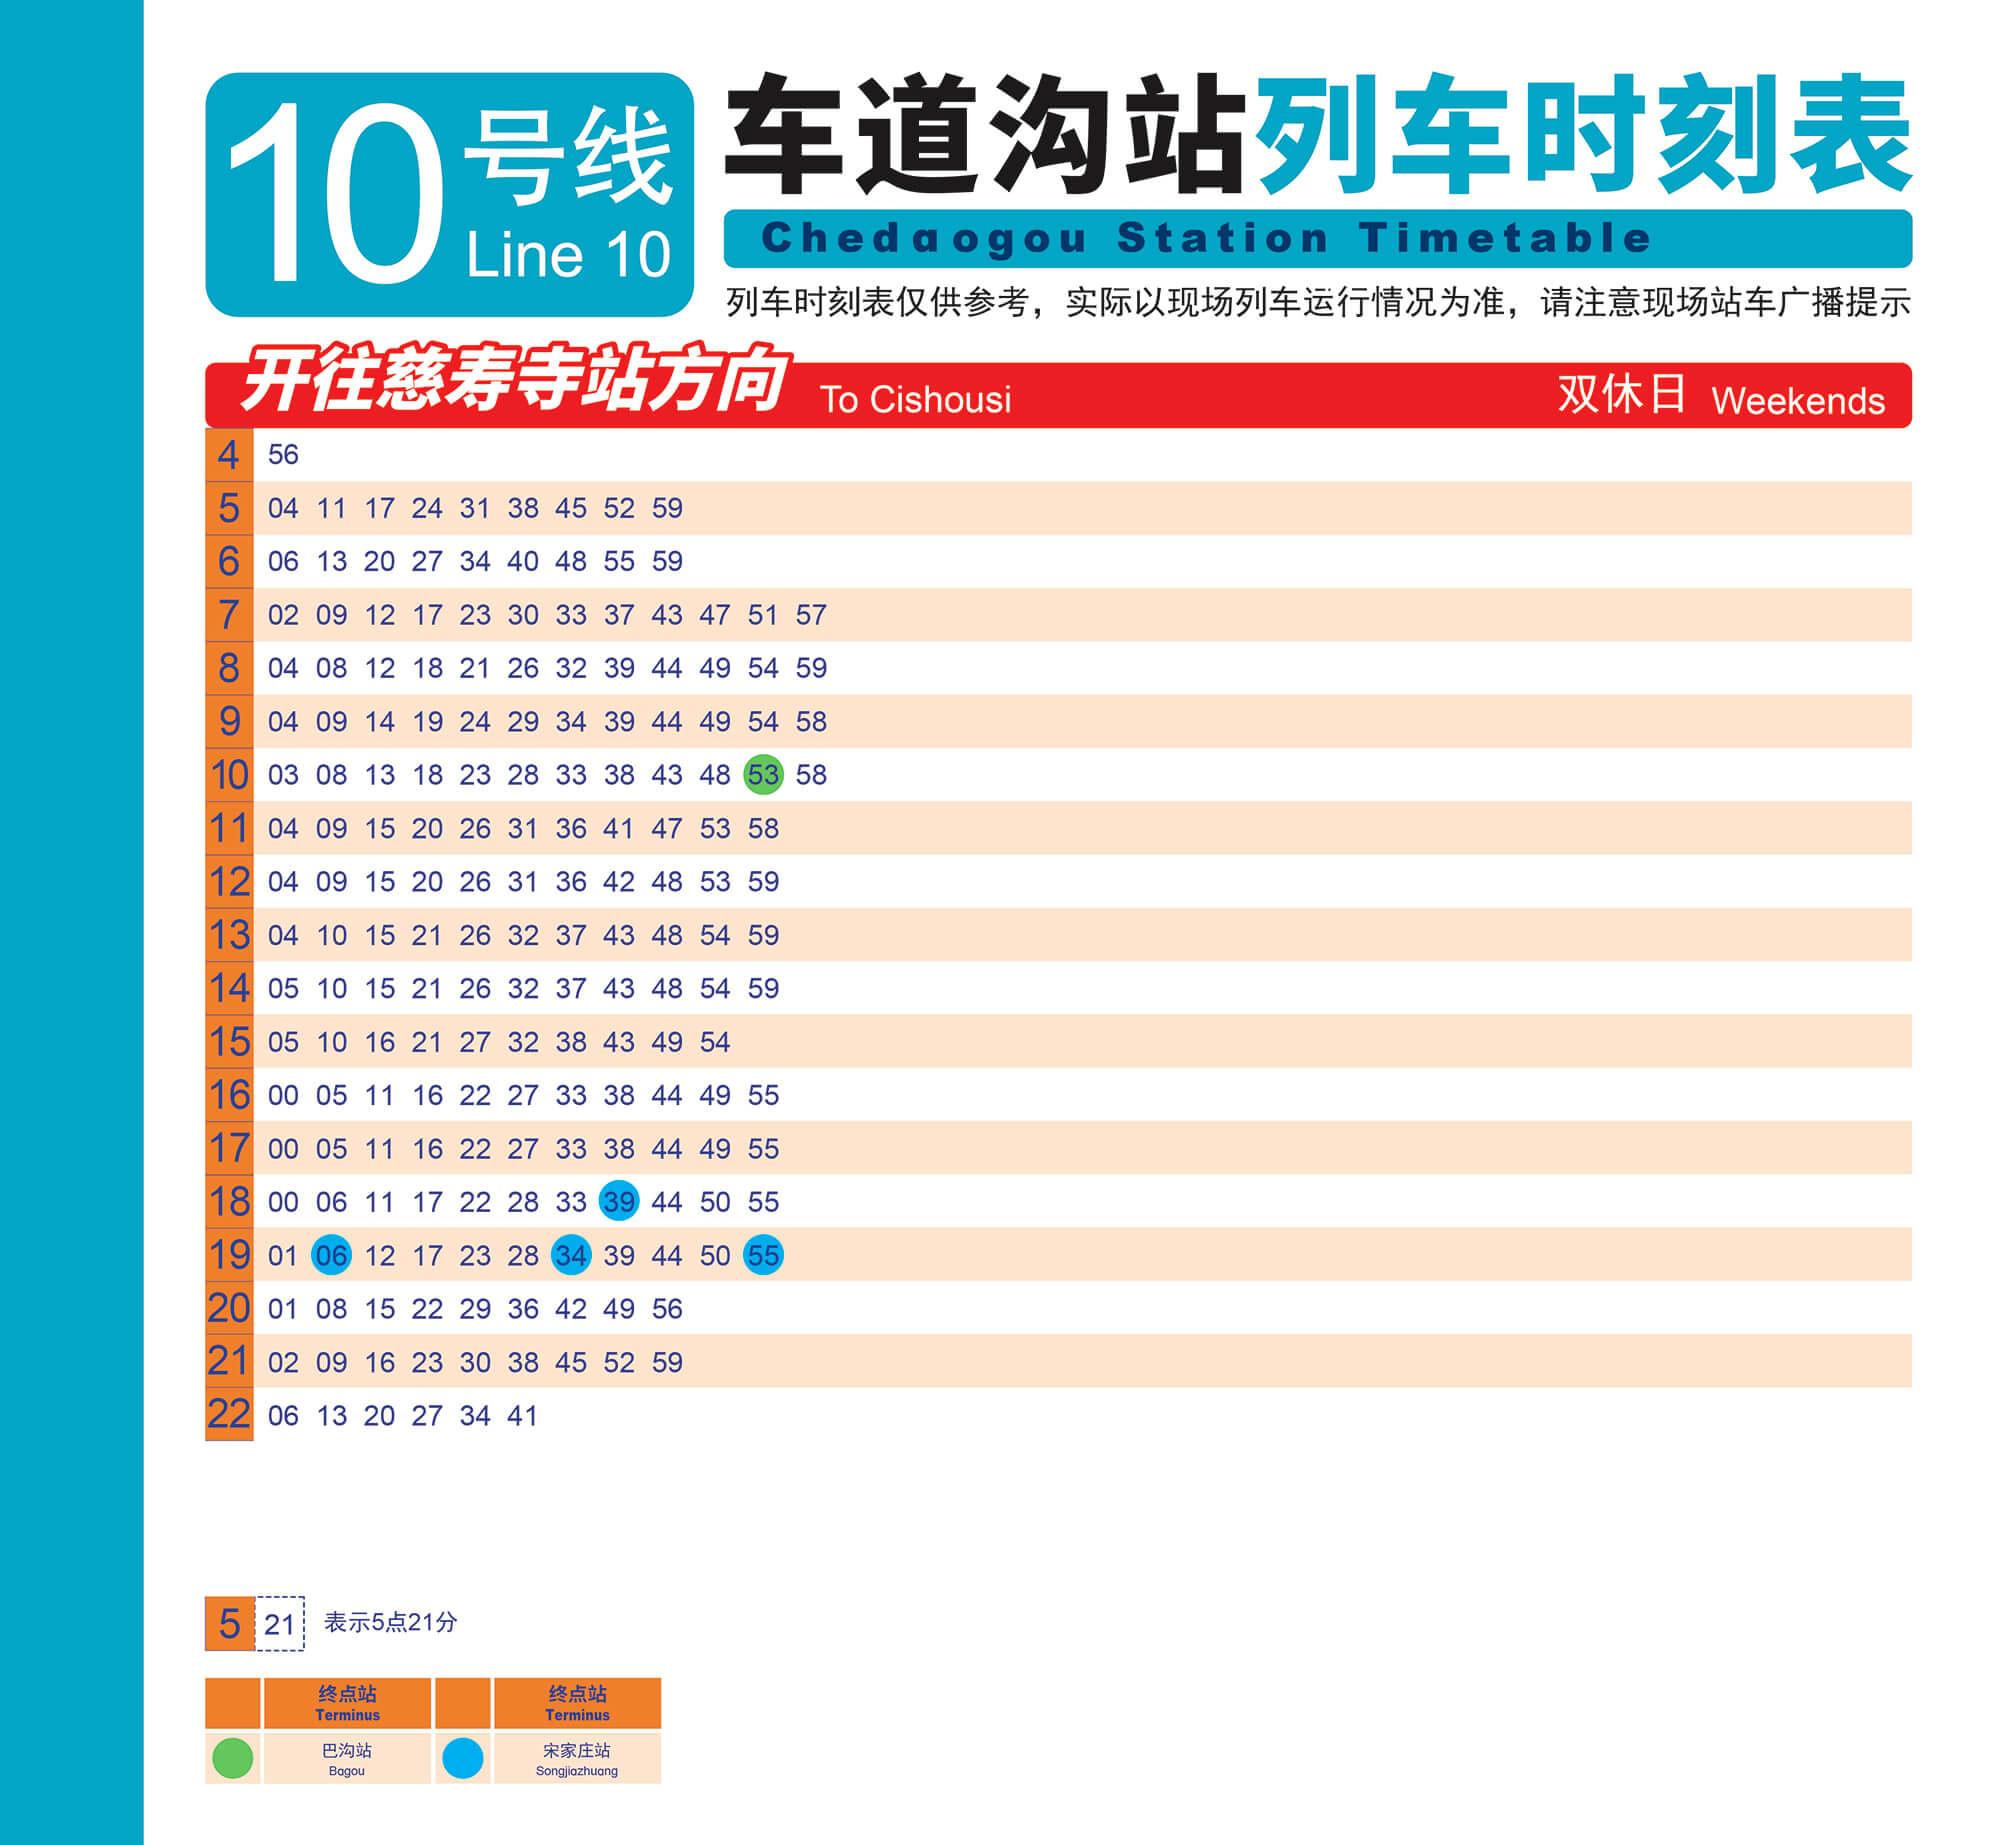 10号线
Line 10
车道沟站列车时刻表
Chedaogou Station Timetable
列车时刻表仅供参考，实际以现场列车运行情况为准，请注意现场站车广播提示
开往慈寿寺站方向 To Cishousi 双休日 Weekends
4 56
5 04 11 17 24 31 38 45 52 59
6 06 13 20 27 34 40 48 55 59
7 02 09 12 17 23 30 33 37 43 47 51 57
8 04 08 12 18 21 26 32 39 44 49 54 59
9 04 09 14 19 24 29 34 39 44 49 54 58
10 03 08 13 18 23 28 33 38 43 48 53 58
11 04 09 15 20 26 31 36 41 47 53 58
12 04 09 15 20 26 31 36 42 48 53 59
13 04 10 15 21 26 32 37 43 48 54 59
14 05 10 15 21 26 32 37 43 48 54 59
15 05 10 16 21 27 32 38 43 49 54
16 00 05 11 16 22 27 33 38 44 49 55
17 00 05 11 16 22 27 33 38 44 49 55
18 00 06 11 17 22 28 33 39 44 50 55
19 01 06 12 17 23 28 34 39 44 50 55
20 01 08 15 22 29 36 42 49 56
21 02 09 16 23 30 38 45 52 59
22 06 13 20 27 34 41
5 21 表示5点21分
终点站 终点站
Terminus Terminus
巴沟站 宋家庄站
Bagou Songjiazhuang